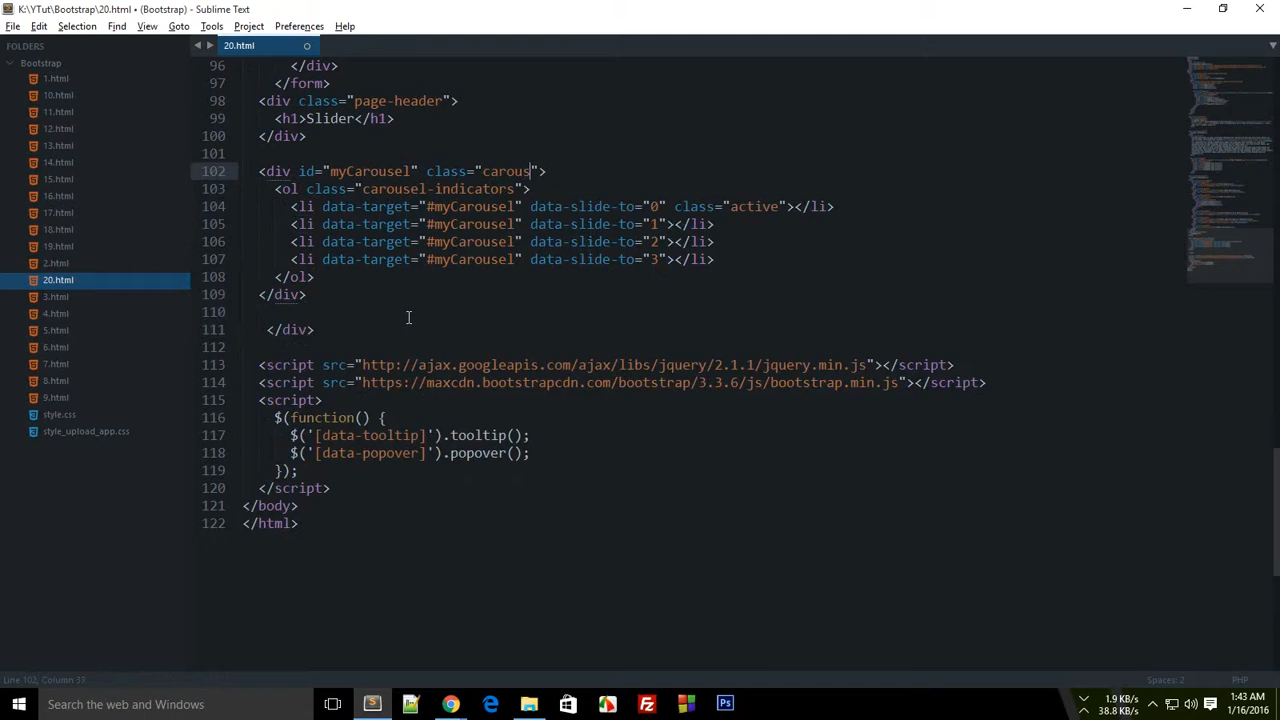 K:\YTut\Bootstrap\20.html • (Bootstrap) - Sublime Text
File Edit Selection Find View Goto Tools Project Preferences Help
FOLDERS
Bootstrap
1.html
10.html
11.html
12.html
13.html
14.html
15.html
16.html
17.html
18.html
19.html
2.html
20.html
3.html
4.html
5.html
6.html
7.html
8.html
9.html
style.css
style_upload_app.css
20.html
96 </div>
97 </form>
98 <div class="page-header">
99 <h1>Slider</h1>
100 </div>
101
102 <div id="myCarousel" class="carous">
103 <ol class="carousel-indicators">
104 <li data-target="#myCarousel" data-slide-to="0" class="active"></li>
105 <li data-target="#myCarousel" data-slide-to="1"></li>
106 <li data-target="#myCarousel" data-slide-to="2"></li>
107 <li data-target="#myCarousel" data-slide-to="3"></li>
108 </ol>
109 </div>
110
111 </div>
112
113 <script src="http://ajax.googleapis.com/ajax/libs/jquery/2.1.1/jquery.min.js"></script>
114 <script src="https://maxcdn.bootstrapcdn.com/bootstrap/3.3.6/js/bootstrap.min.js"></script>
115 <script>
116 $(function() {
117 $('[data-tooltip]').tooltip();
118 $('[data-popover]').popover();
119 });
120 </script>
121 </body>
122 </html>
Line 102, Column 37
Spaces: 2 PHP
Search the web and Windows
Ps
1.9 KB/s
38.8 KB/s
1:43 AM
1/16/2016